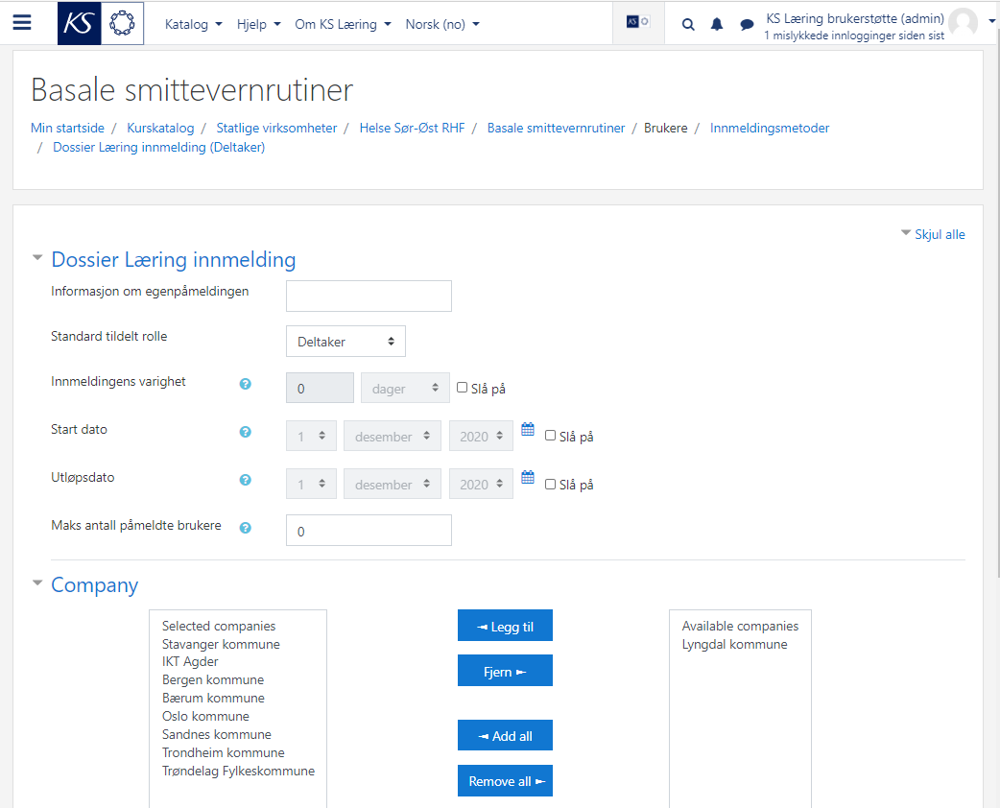 KS Katalog Hjelp Om KS Læring Norsk (no) KS KS Læring brukerstøtte (admin)
1 mislykkede innlogginger siden sist
Basale smittevernrutiner
Min startside / Kurskatalog / Statlige virksomheter / Helse Sør-Øst RHF / Basale smittevernrutiner / Brukere / Innmeldingsmetoder
/ Dossier Læring innmelding (Deltaker)
Skjul alle
Dossier Læring innmelding
Informasjon om egenpåmeldingen
Standard tildelt rolle Deltaker
Innmeldingens varighet ? 0 dager Slå på
Start dato ? 1 desember 2020 Slå på
Utløpsdato ? 1 desember 2020 Slå på
Maks antall påmeldte brukere ? 0
Company
Selected companies
Stavanger kommune
IKT Agder
Bergen kommune
Bærum kommune
Oslo kommune
Sandnes kommune
Trondheim kommune
Trøndelag Fylkeskommune
◄ Legg til
Fjern ►
◄ Add all
Remove all ►
Available companies
Lyngdal kommune